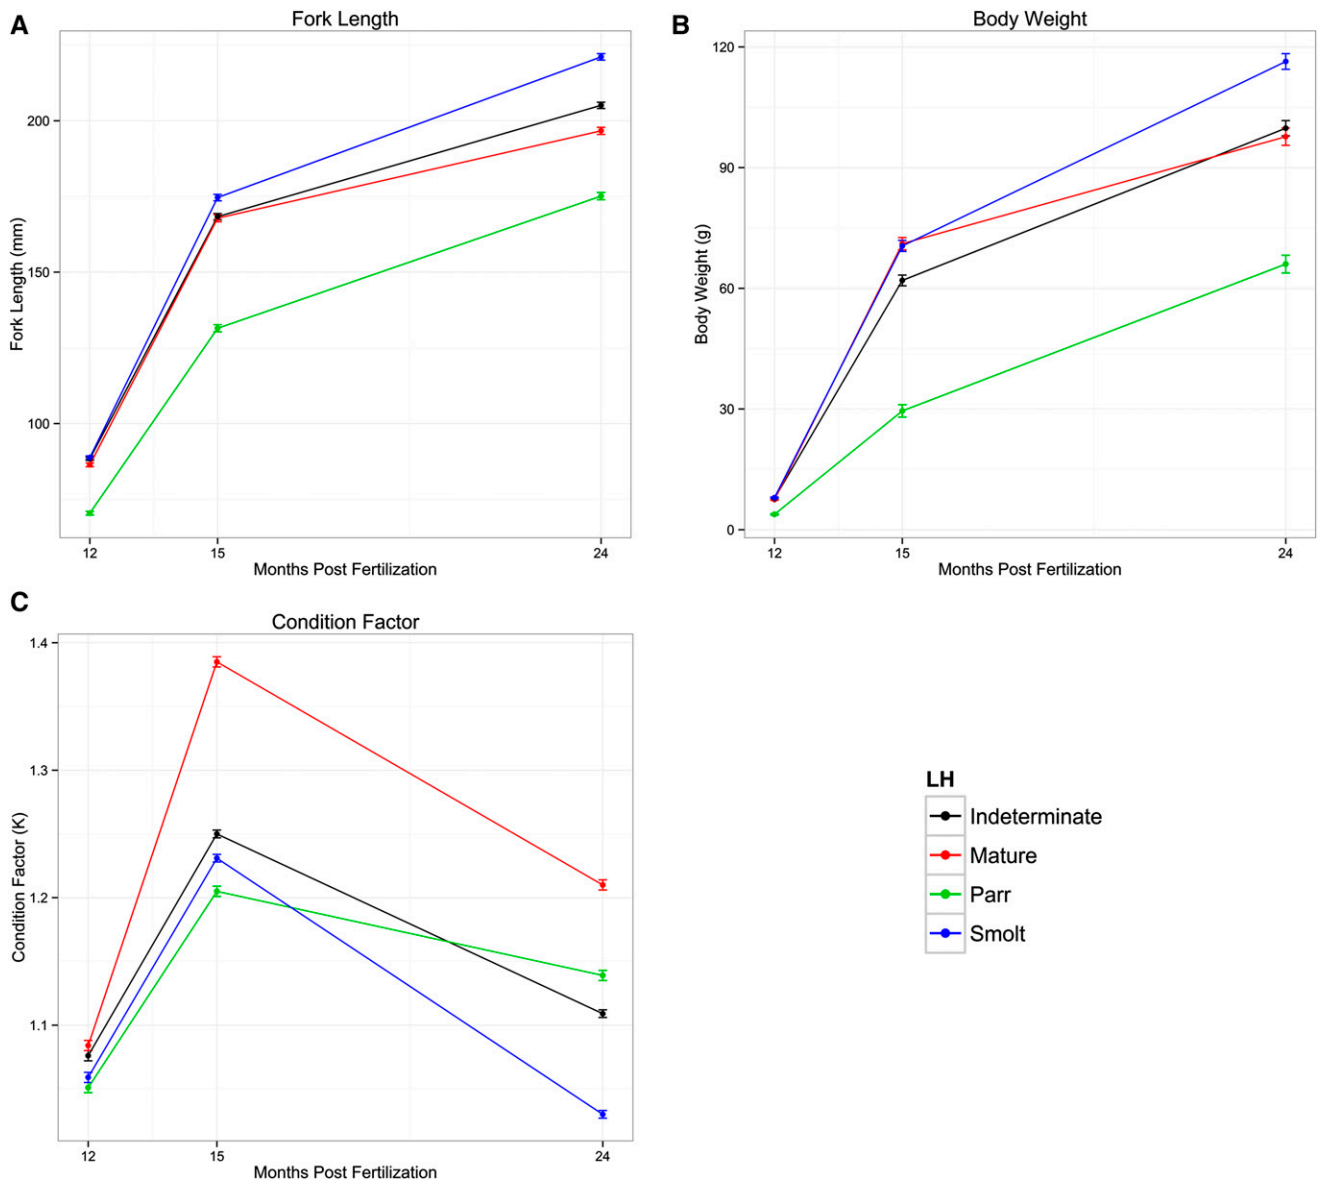 A
Fork Length
Fork Length (mm)
200
150
100
12
15
24
Months Post Fertilization
B
Body Weight
Body Weight (g)
120
90
60
30
0
12
15
24
Months Post Fertilization
C
Condition Factor
Condition Factor (K)
1.4
1.3
1.2
1.1
12
15
24
Months Post Fertilization
LH
Indeterminate
Mature
Parr
Smolt